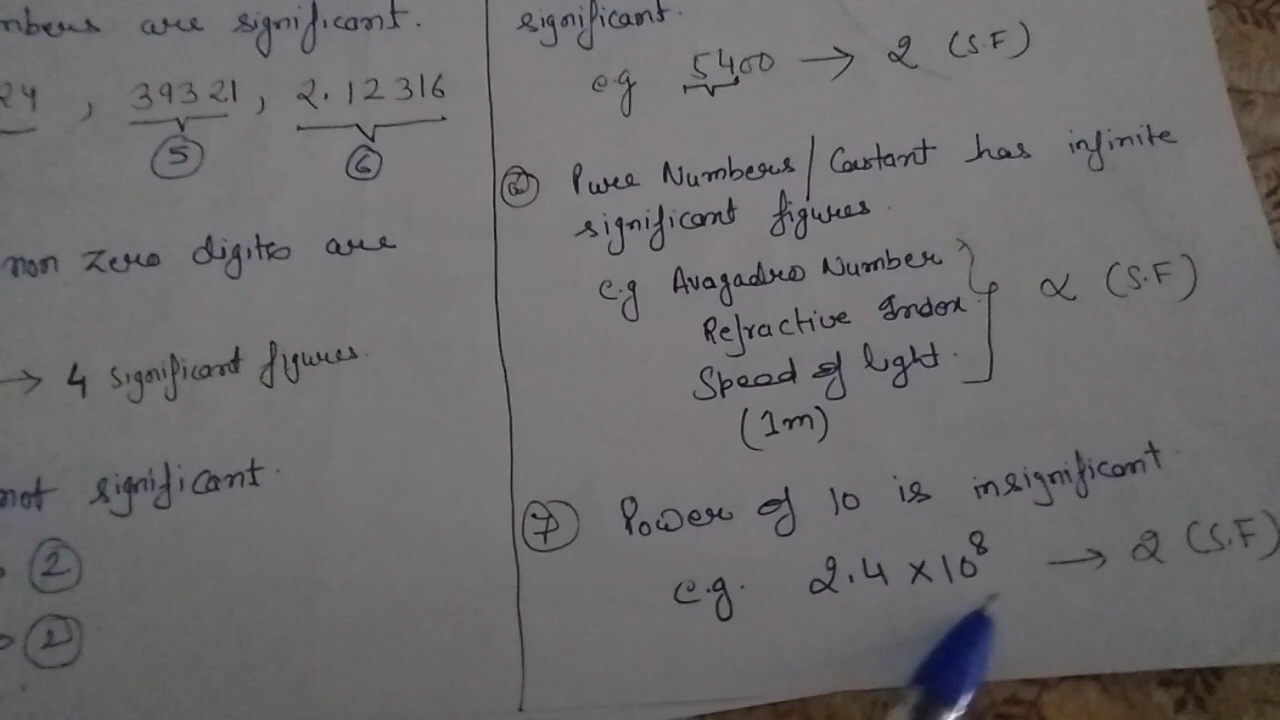 mbers are significant.
24 , 39321 , 2.12316
5 6
non zero digits are
→ 4 significant figures.
not significant.
2
2
significant.
e.g 5400 → 2 (S.F)
6 Pure Numbers / Constant has infinite
significant figures.
e.g Avagadro Number
Refractive Index
Speed of light.
∝ (S.F)
(1m)
7 Power of 10 is insignificant.
e.g. 2.4 × 10⁸ → 2 (S.F)